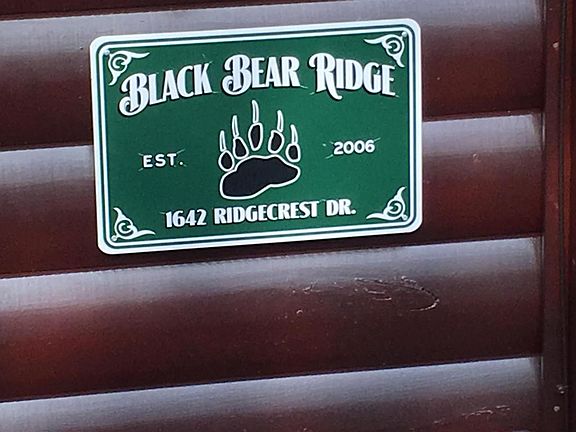 BLACK BEAR RIDGE
EST. 2006
1642 RIDGECREST DR.